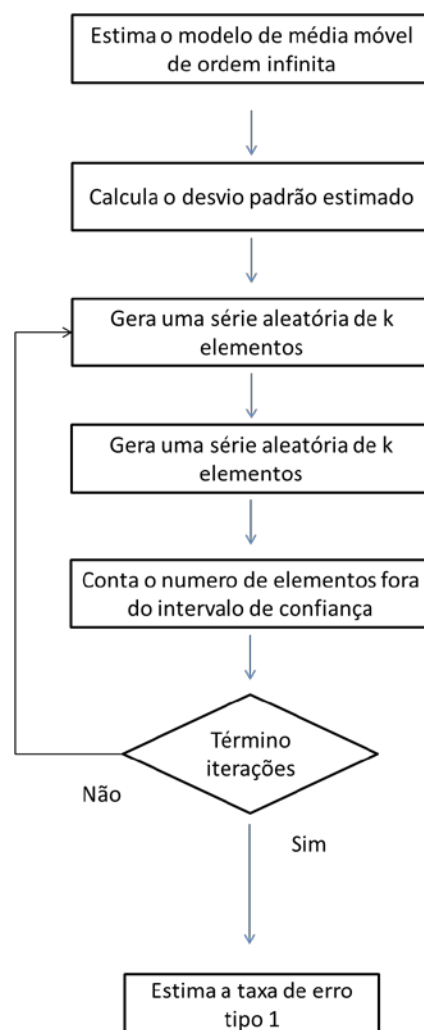 Estima o modelo de média móvel
de ordem infinita
Calcula o desvio padrão estimado
Gera uma série aleatória de k
elementos
Gera uma série aleatória de k
elementos
Conta o numero de elementos fora
do intervalo de confiança
Término
iterações
Não
Sim
Estima a taxa de erro
tipo 1